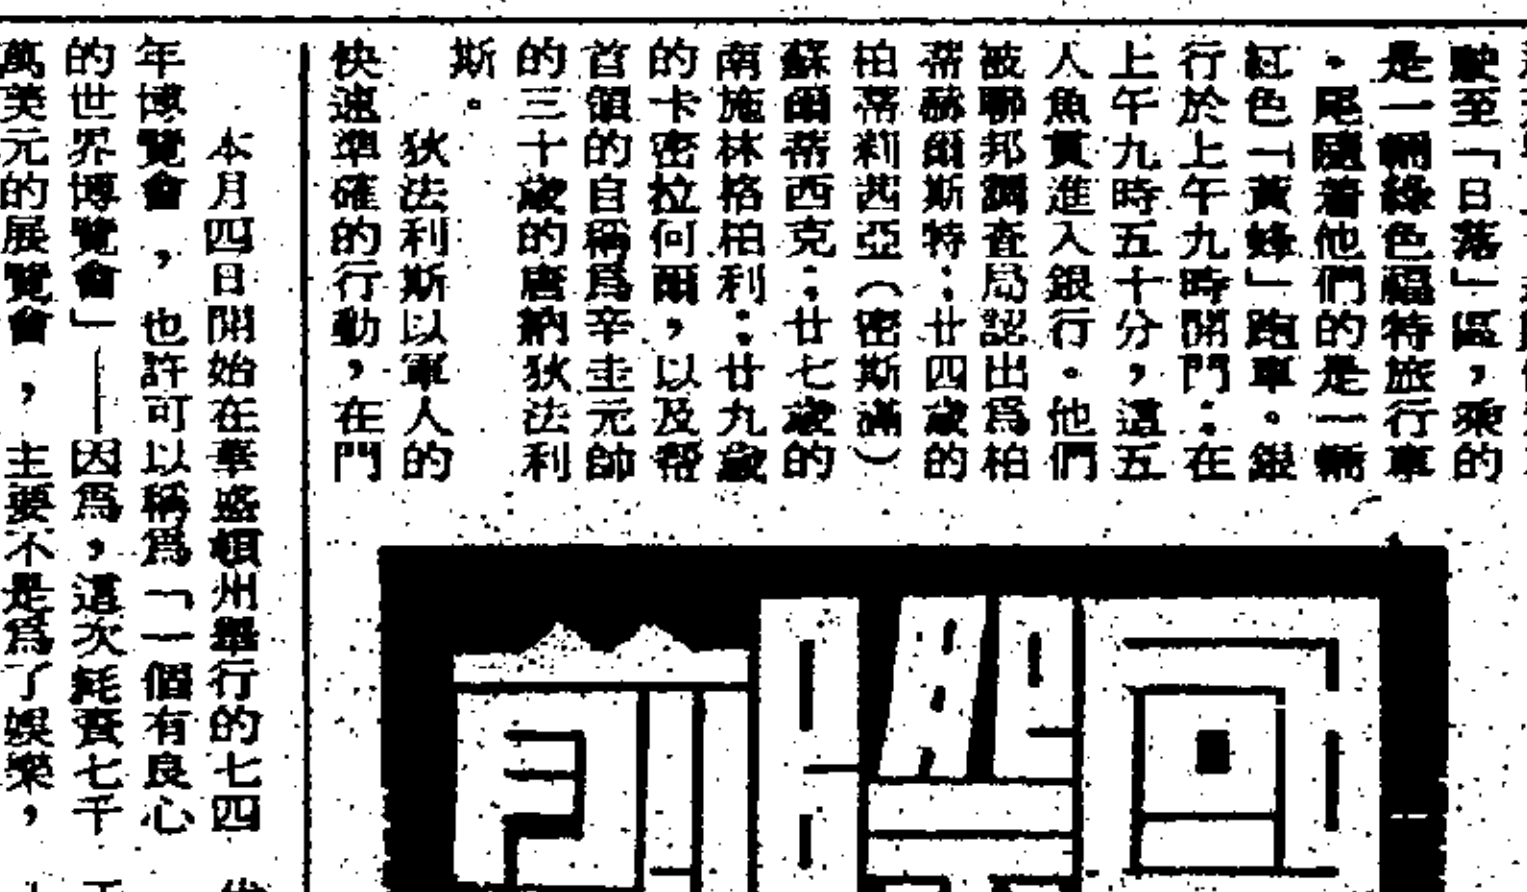 駛至「日落」區，乘的
是一輛綠色福特旅行車
。尾隨着他們的是一輛
紅色「黃蜂」跑車。銀
行於上午九時開門：在
上午九時五十分，這五
人魚貫進入銀行。他們
被聯邦調查局認出爲柏
蒂赫爾斯特：廿四歲的
柏蒂莉茜亞（密斯滿）
蘇爾蒂西克：廿七歲的
南施林格柏利：廿九歲
的卡密拉何爾，以及幫
首領的自稱爲辛圭元帥
的三十歲的唐納狄法利
斯。
狄法利斯以軍人的
快速準確的行動，在門
本月四日開始在華盛頓州舉行的七四
年博覽會，也許可以稱爲「一個有良心
的世界博覽會」——因爲，這次耗費七千
萬美元的展覽會，主要不是爲了娛樂，